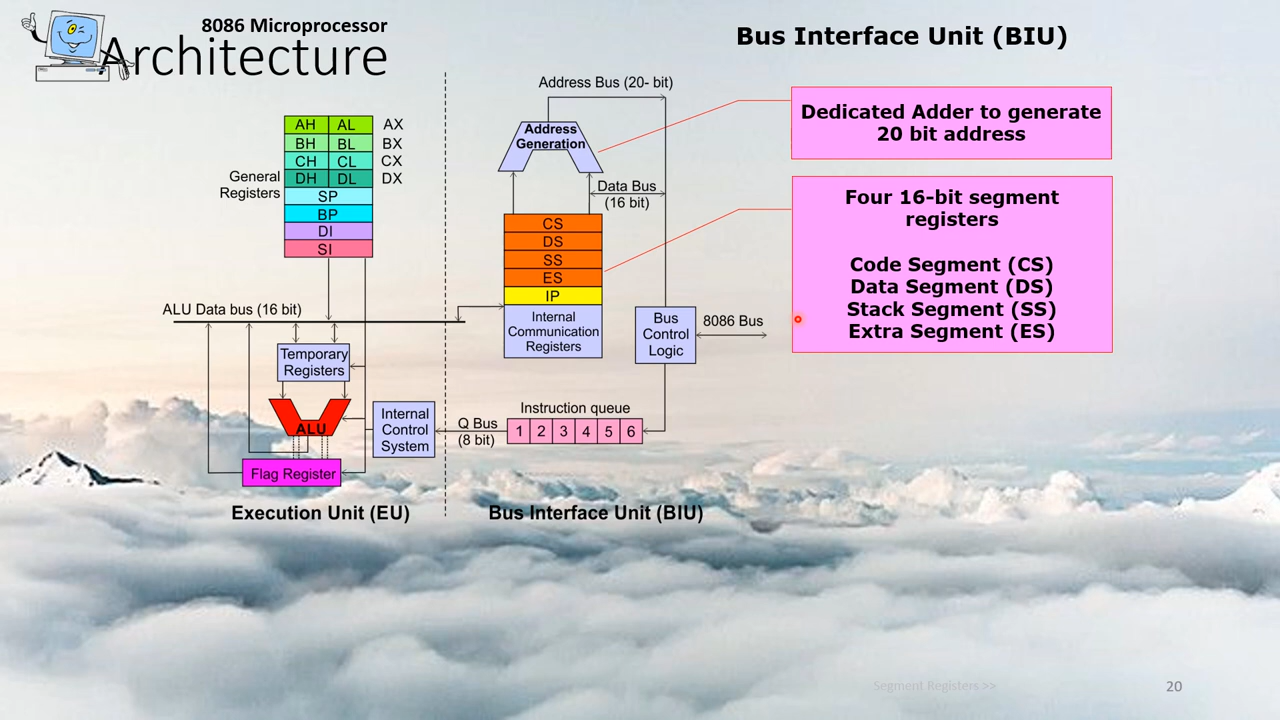 8086 Microprocessor
Architecture
Bus Interface Unit (BIU)
Address Bus (20- bit)
Address
Generation
Dedicated Adder to generate
20 bit address
AH AL AX
BH BL BX
CH CL CX
DH DL DX
General
Registers
SP
BP
DI
SI
Data Bus
(16 bit)
CS
DS
SS
ES
IP
Internal
Communication
Registers
Four 16-bit segment
registers
Code Segment (CS)
Data Segment (DS)
Stack Segment (SS)
Extra Segment (ES)
ALU Data bus (16 bit)
Bus
Control
Logic
8086 Bus
Temporary
Registers
ALU
Internal
Control
System
Q Bus
(8 bit)
Instruction queue
1 2 3 4 5 6
Flag Register
Execution Unit (EU)
Bus Interface Unit (BIU)
Segment Registers >>
20